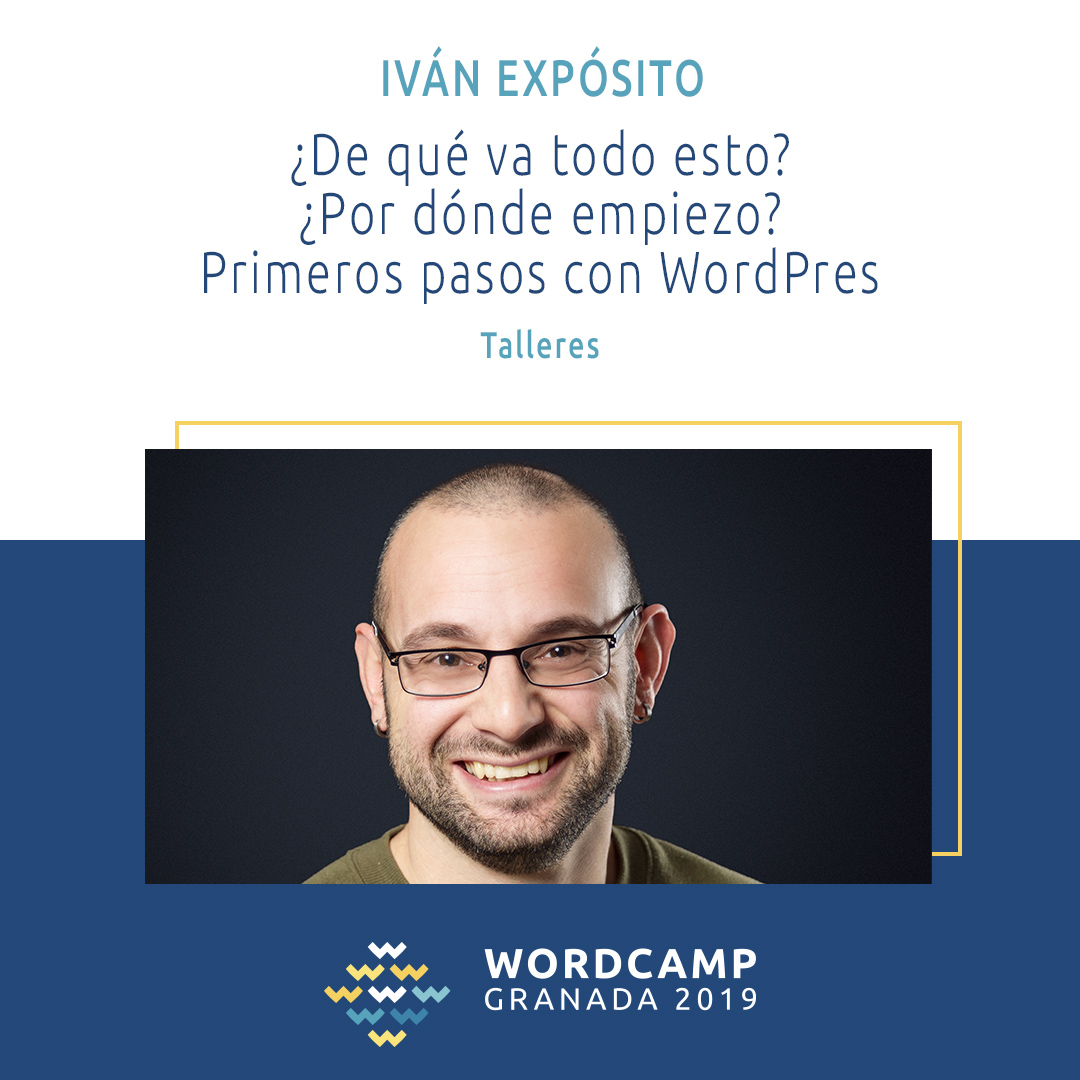 IVÁN EXPÓSITO
¿De qué va todo esto?
¿Por dónde empiezo?
Primeros pasos con WordPres
Talleres
WORDCAMP
GRANADA 2019